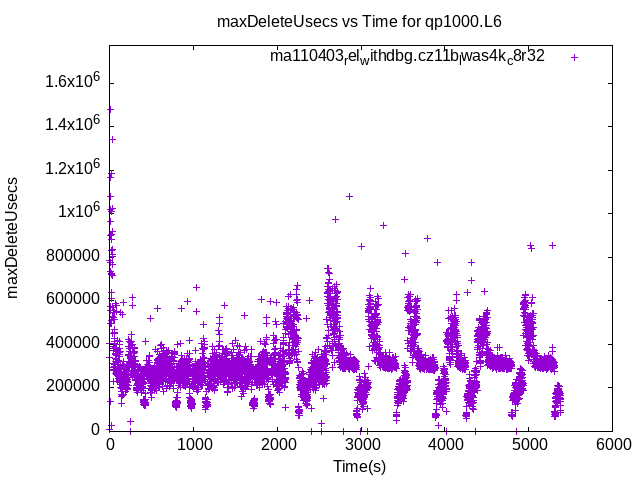 maxDeleteUsecs vs Time for qp1000.L6
ma110403_rel_withdbg.cz11b_lwas4k_c8r32
1.6x10^6
1.4x10^6
1.2x10^6
1x10^6
800000
600000
400000
200000
0
maxDeleteUsecs
0 1000 2000 3000 4000 5000 6000
Time(s)